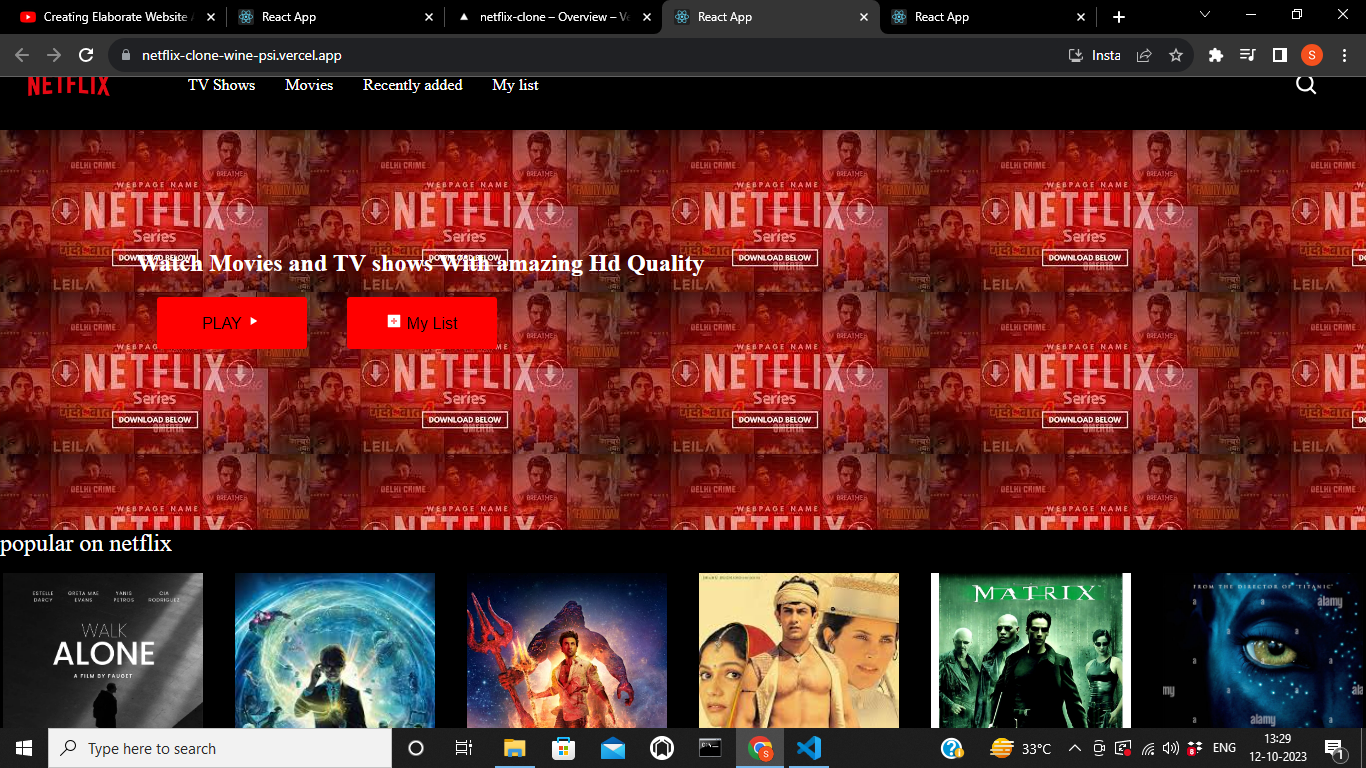 Creating Elaborate Website
React App
netflix-clone – Overview – Ve
React App
React App
netflix-clone-wine-psi.vercel.app
Insta
S
NETFLIX
TV Shows
Movies
Recently added
My list
DELHI CRIME
BREATHE
FAMILY MAN
WEBPAGE NAME
NETFLIX
Series
गंदी बात
DOWNLOAD BELOW
LEILA
OMERTA
Watch Movies and TV shows With amazing Hd Quality
PLAY
My List
popular on netflix
ESTELLE DARCY
GRETA MAE EVANS
YANIS PETROS
CIA RODRIGUEZ
WALK
ALONE
A FILM BY FAUGET
MATRIX
FROM THE DIRECTOR OF 'TITANIC'
alamy
a
alamy
Type here to search
33°C
ENG
13:29
12-10-2023
1